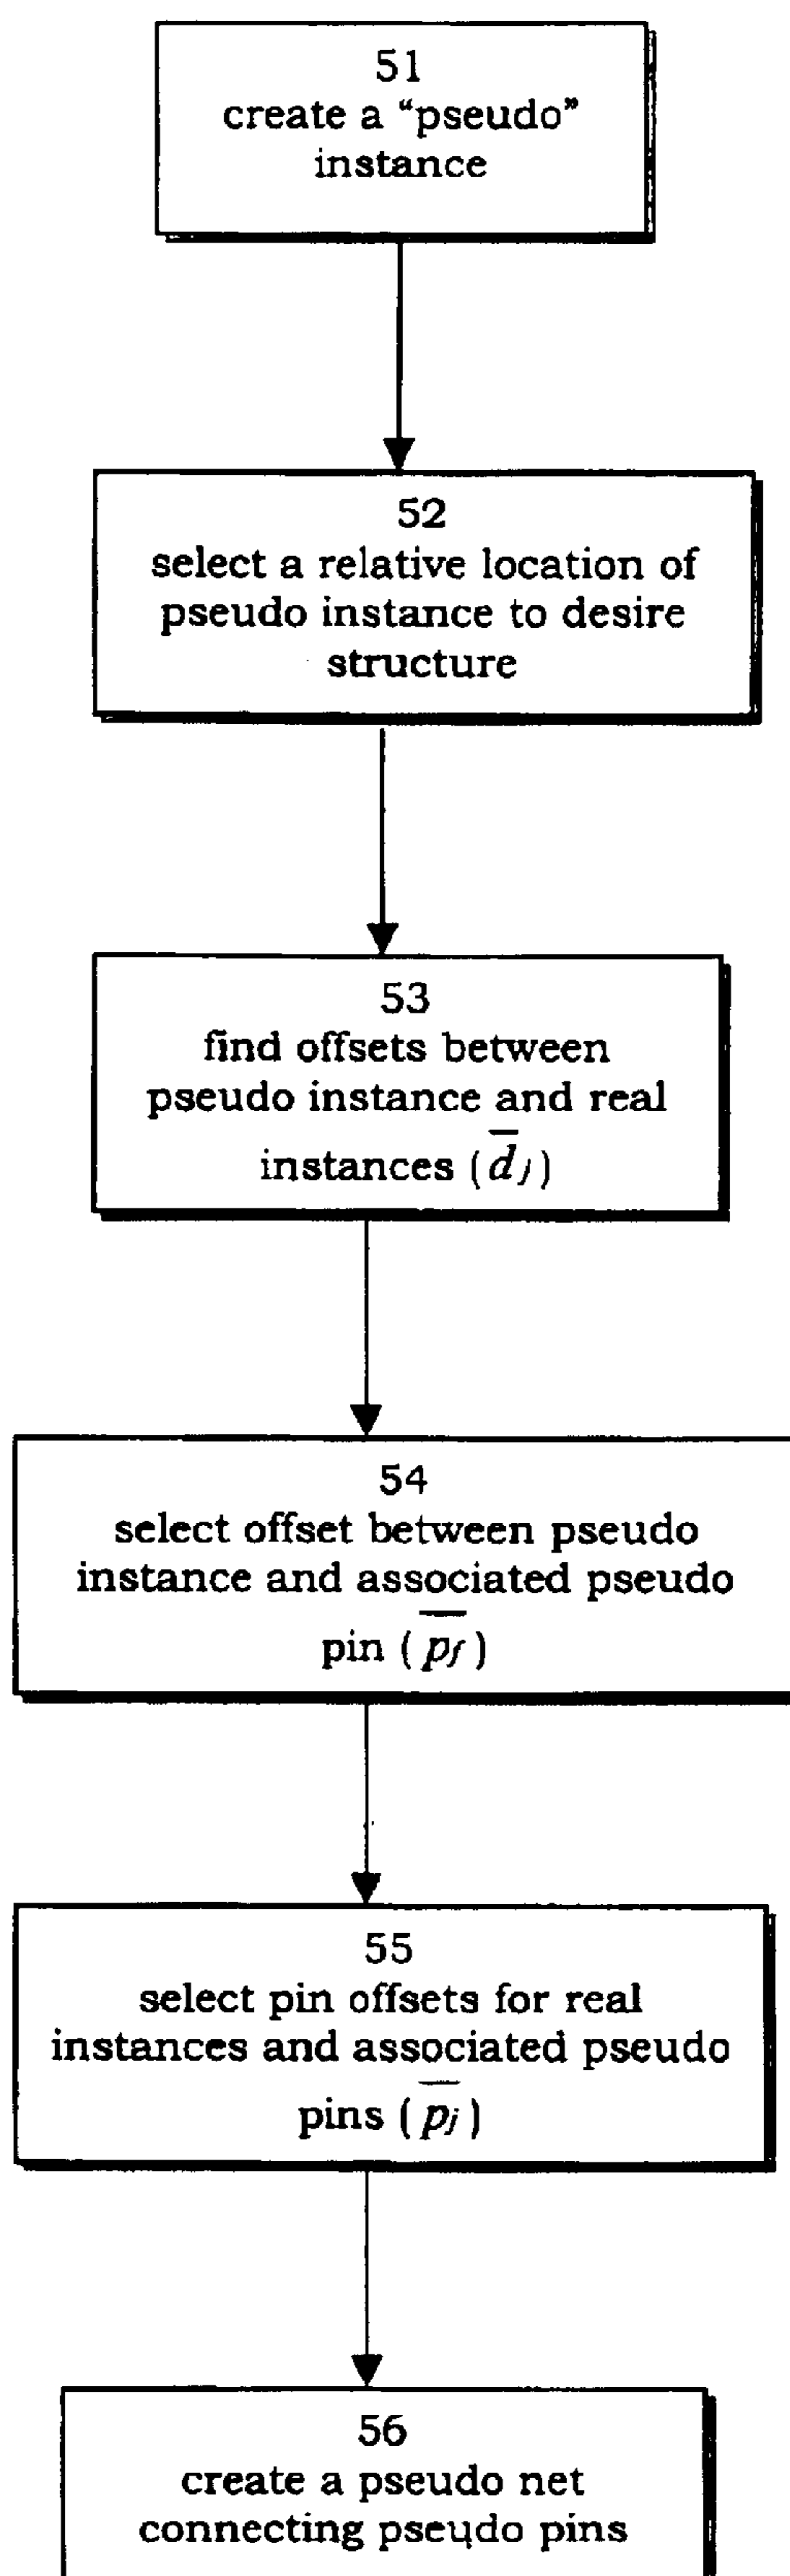 51
create a “pseudo”
instance
52
select a relative location of
pseudo instance to desire
structure
53
find offsets between
pseudo instance and real
instances ( d̅j )
54
select offset between pseudo
instance and associated pseudo
pin ( p̅f )
55
select pin offsets for real
instances and associated pseudo
pins ( p̅j )
56
create a pseudo net
connecting pseudo pins